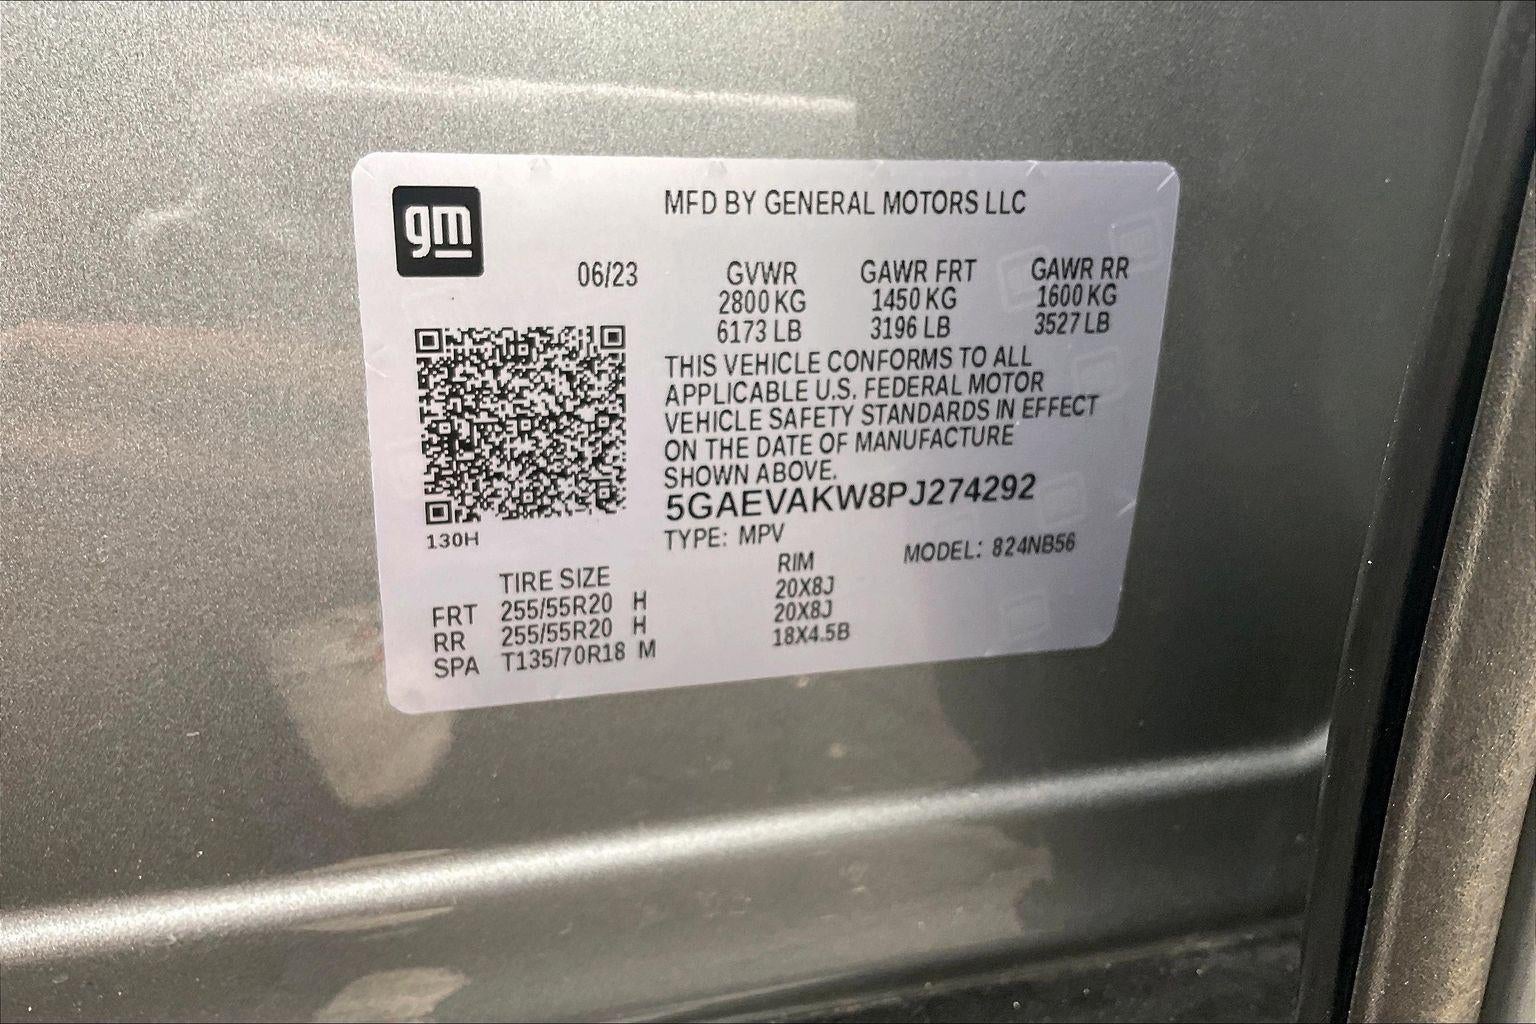 gm
MFD BY GENERAL MOTORS LLC
06/23
GVWR GAWR FRT GAWR RR
2800 KG 1450 KG 1600 KG
6173 LB 3196 LB 3527 LB
THIS VEHICLE CONFORMS TO ALL
APPLICABLE U.S. FEDERAL MOTOR
VEHICLE SAFETY STANDARDS IN EFFECT
ON THE DATE OF MANUFACTURE
SHOWN ABOVE.
5GAEVAKW8PJ274292
130H
TYPE: MPV MODEL: 824NB56
TIRE SIZE RIM
FRT 255/55R20 H 20X8J
RR 255/55R20 H 20X8J
SPA T135/70R18 M 18X4.5B